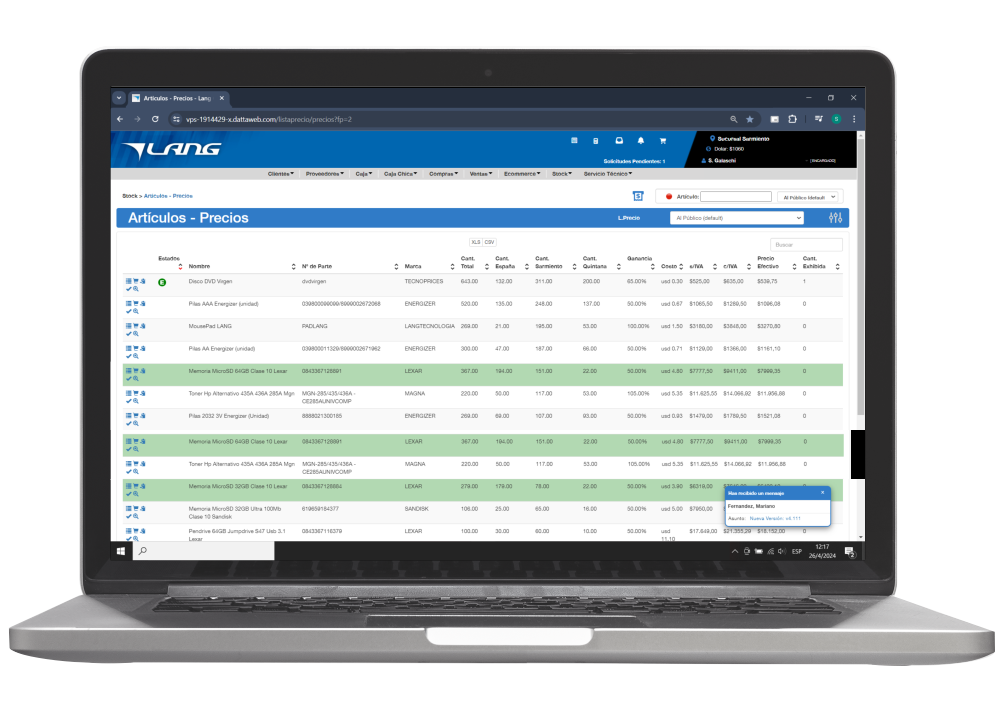 Artículos - Precios - Lang
vps-1914429-x.dattaweb.com/listaprecio/precios?lp=2
S
LANG
Solicitudes Pendientes: 1
Sucursal Sarmiento
Dolar: $1060
S. Galaschi
- [ENCARGADO]
Clientes Proveedores Caja Caja Chica Compras Ventas Ecommerce Stock Servicio Técnico
Stock > Artículos - Precios
Artículo:
Al Público (default
Artículos - Precios
L.Precio
Al Público (default)
XLS CSV
Buscar
Estados Nombre N° de Parte Marca Cant. Total Cant. España Cant. Sarmiento Cant. Quintana Ganancia Costo s/IVA c/IVA Precio Efectivo Cant. Exhibida
E Disco DVD Virgen dvdvirgen TECNOPRICES 643.00 132.00 311.00 200.00 65.00% usd 0.30 $525,00 $635,00 $539,75 1
Pilas AAA Energizer (unidad) 039800099099/8999002672068 ENERGIZER 520.00 135.00 248.00 137.00 50.00% usd 0.67 $1065,50 $1289,50 $1096,08 0
MousePad LANG PADLANG LANGTECNOLOGIA 269.00 21.00 195.00 53.00 100.00% usd 1.50 $3180,00 $3848,00 $3270,80 0
Pilas AA Energizer (unidad) 039800011329/8999002671962 ENERGIZER 300.00 47.00 187.00 66.00 50.00% usd 0.71 $1129,00 $1366,00 $1161,10 0
Memoria MicroSD 64GB Clase 10 Lexar 0843367128891 LEXAR 367.00 194.00 151.00 22.00 50.00% usd 4.80 $7777,50 $9411,00 $7999,35 0
Toner Hp Alternativo 435A 436A 285A Mgn MGN-285/435/436A - MAGNA 220.00 50.00 117.00 53.00 105.00% usd 5.35 $11.625,55 $14.066,92 $11.956,88 0
CE285AUNIVCOMP
Pilas 2032 3V Energizer (Unidad) 8888021300185 ENERGIZER 269.00 69.00 107.00 93.00 50.00% usd 0.93 $1479,00 $1789,50 $1521,08 0
Memoria MicroSD 64GB Clase 10 Lexar 0843367128891 LEXAR 367.00 194.00 151.00 22.00 50.00% usd 4.80 $7777,50 $9411,00 $7999,35 0
Toner Hp Alternativo 435A 436A 285A Mgn MGN-285/435/436A - MAGNA 220.00 50.00 117.00 53.00 105.00% usd 5.35 $11.625,55 $14.066,92 $11.956,88 0
CE285AUNIVCOMP
Memoria MicroSD 32GB Clase 10 Lexar 0843367128884 LEXAR 279.00 179.00 78.00 22.00 50.00% usd 3.90 $6319,00
Memoria MicroSD 32GB Ultra 100Mb 619659184377 SANDISK 106.00 25.00 65.00 16.00 50.00% usd 5.00 $7950,00
Clase 10 Sandisk
Pendrive 64GB Jumpdrive S47 Usb 3.1 0843367116379 LEXAR 100.00 30.00 60.00 10.00 50.00% usd $17.649,00 $21.355,29 $18.152,00 0
Lexar 11.10
Has recibido un mensaje ×
Fernandez, Mariano
Asunto: Nueva Versión: v4.111
ESP
12:17
26/4/2024
2